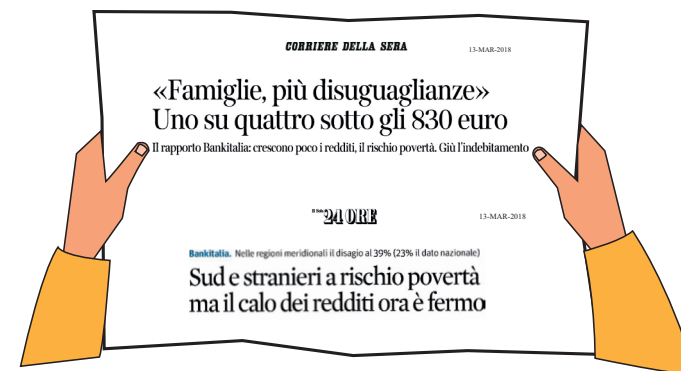 CORRIERE DELLA SERA 13-MAR-2018
«Famiglie, più disuguaglianze»
Uno su quattro sotto gli 830 euro
Il rapporto Bankitalia: crescono poco i redditi, il rischio povertà. Giù l'indebitamento
Il Sole 24 ORE 13-MAR-2018
Bankitalia. Nelle regioni meridionali il disagio al 39% (23% il dato nazionale)
Sud e stranieri a rischio povertà
ma il calo dei redditi ora è fermo